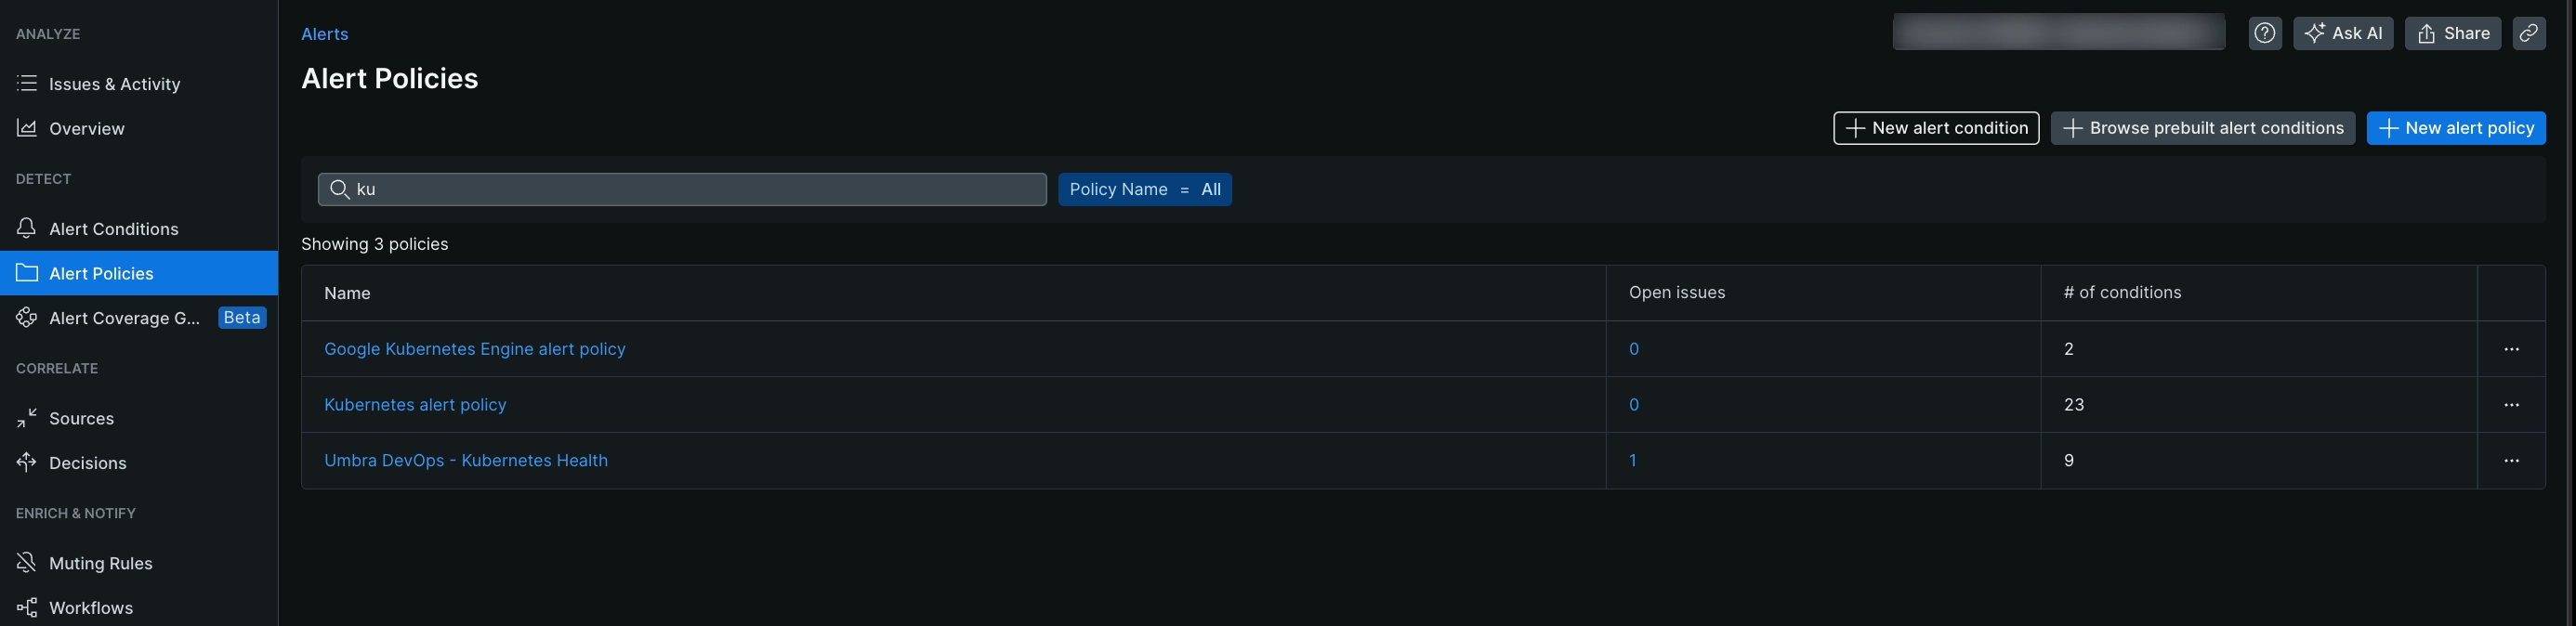 ANALYZE
Issues & Activity
Overview
DETECT
Alert Conditions
Alert Policies
Alert Coverage G... Beta
CORRELATE
Sources
Decisions
ENRICH & NOTIFY
Muting Rules
Workflows
Alerts
Ask AI Share
Alert Policies
New alert condition Browse prebuilt alert conditions New alert policy
ku Policy Name = All
Showing 3 policies
Name Open issues # of conditions
Google Kubernetes Engine alert policy 0 2 ...
Kubernetes alert policy 0 23 ...
Umbra DevOps - Kubernetes Health 1 9 ...